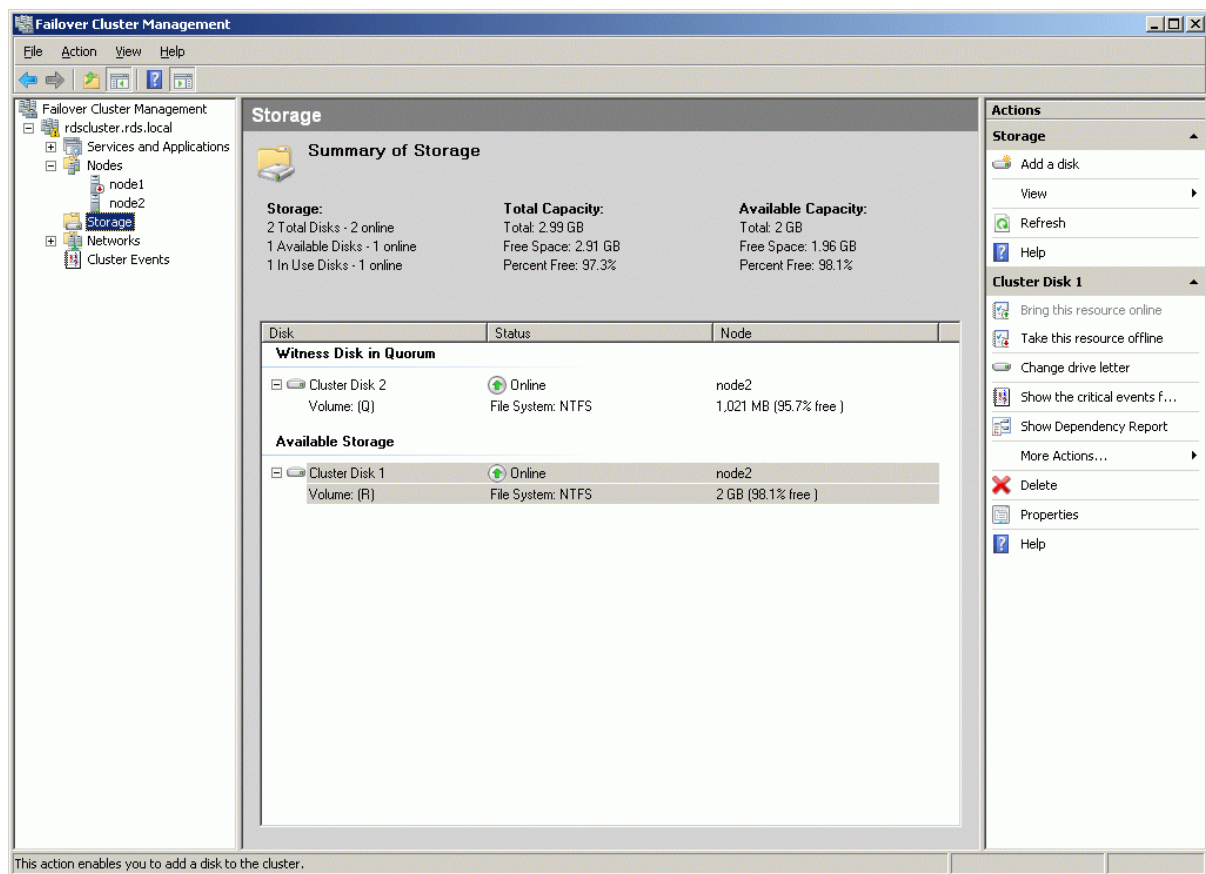 Failover Cluster Management
File Action View Help
Failover Cluster Management
rdscluster.rds.local
Services and Applications
Nodes
node1
node2
Storage
Networks
Cluster Events
Storage
Summary of Storage
Storage: Total Capacity: Available Capacity:
2 Total Disks - 2 online Total: 2.99 GB Total: 2 GB
1 Available Disks - 1 online Free Space: 2.91 GB Free Space: 1.96 GB
1 In Use Disks - 1 online Percent Free: 97.3% Percent Free: 98.1%
Disk Status Node
Witness Disk in Quorum
Cluster Disk 2 Online node2
Volume: (Q) File System: NTFS 1,021 MB (95.7% free )
Available Storage
Cluster Disk 1 Online node2
Volume: (R) File System: NTFS 2 GB (98.1% free )
Actions
Storage
Add a disk
View
Refresh
Help
Cluster Disk 1
Bring this resource online
Take this resource offline
Change drive letter
Show the critical events f...
Show Dependency Report
More Actions...
Delete
Properties
Help
This action enables you to add a disk to the cluster.